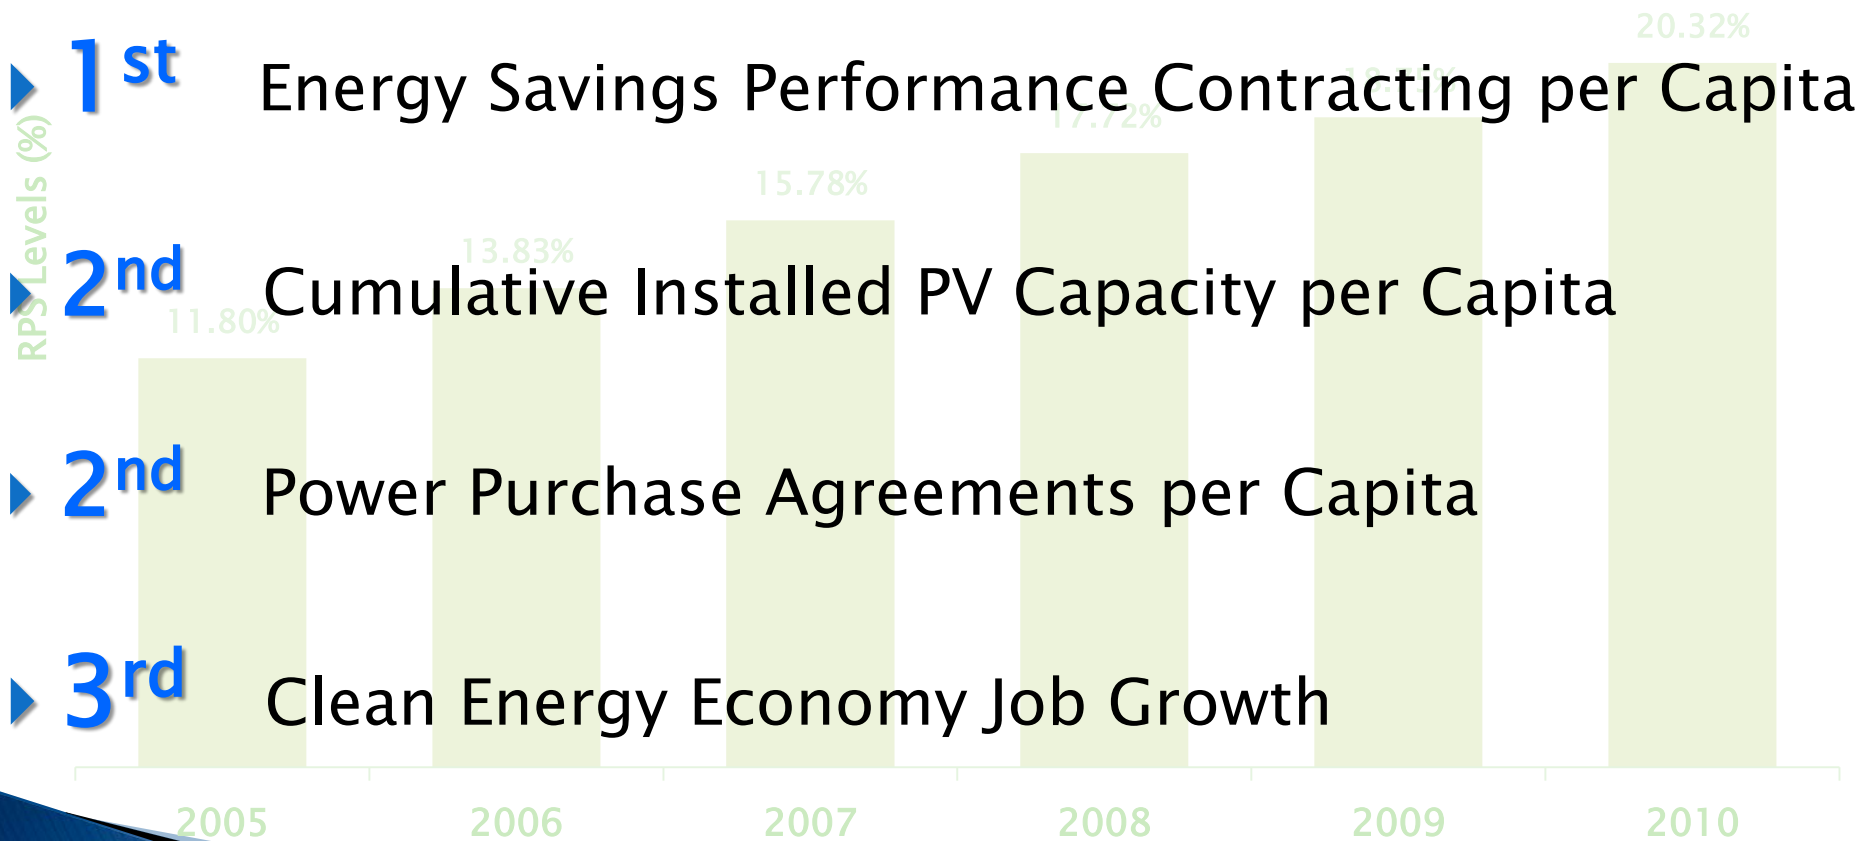 1st Energy Savings Performance Contracting per Capita
2nd Cumulative Installed PV Capacity per Capita
2nd Power Purchase Agreements per Capita
3rd Clean Energy Economy Job Growth
RPS Levels (%)
11.80%
13.83%
15.78%
17.72%
20.32%
2005 2006 2007 2008 2009 2010